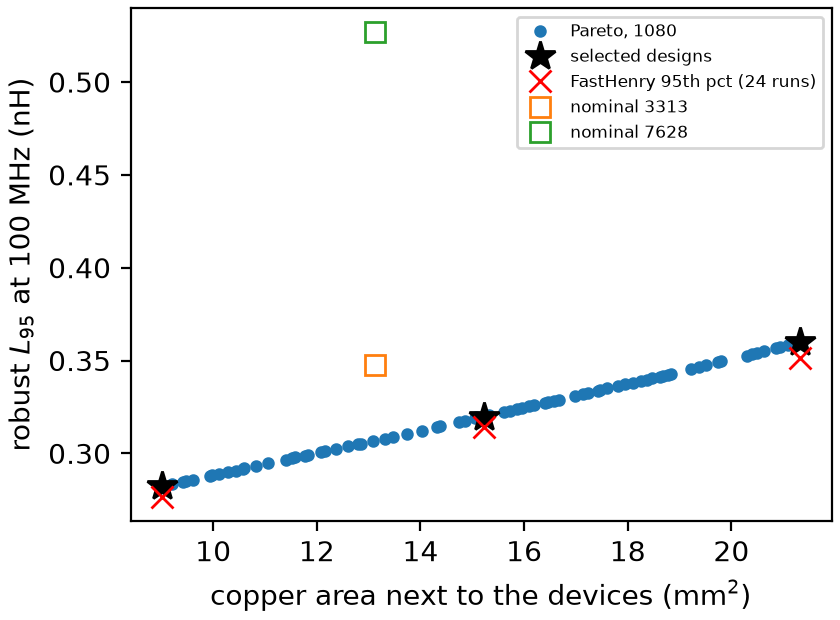 Pareto, 1080
selected designs
FastHenry 95th pct (24 runs)
nominal 3313
nominal 7628
0.50
0.45
0.40
0.35
0.30
robust L₉₅ at 100 MHz (nH)
10 12 14 16 18 20
copper area next to the devices (mm²)